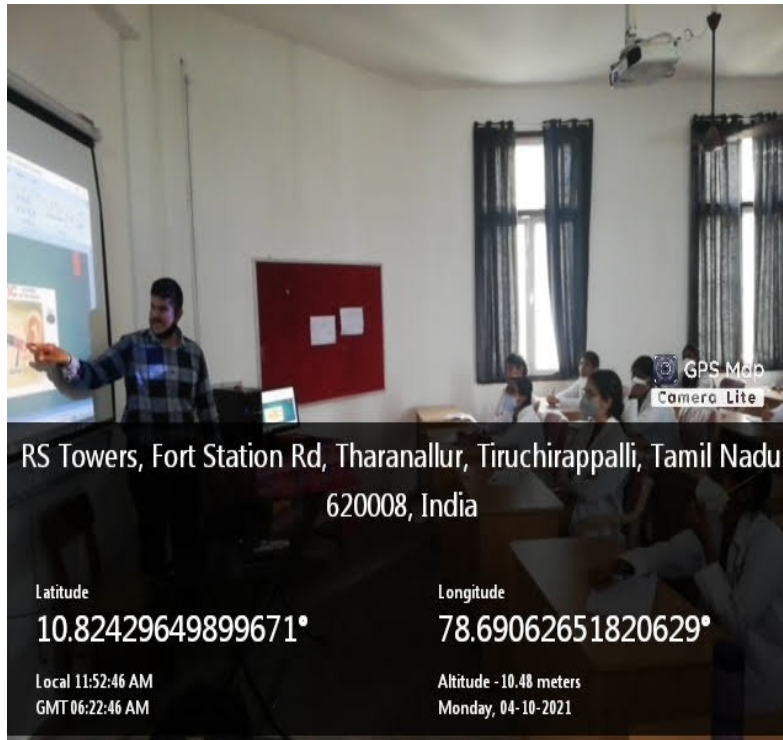 GPS Map
Camera Lite
RS Towers, Fort Station Rd, Tharanallur, Tiruchirappalli, Tamil Nadu
620008, India
Latitude
10.82429649899671°
Longitude
78.69062651820629°
Local 11:52:46 AM
GMT 06:22:46 AM
Altitude -10.48 meters
Monday, 04-10-2021